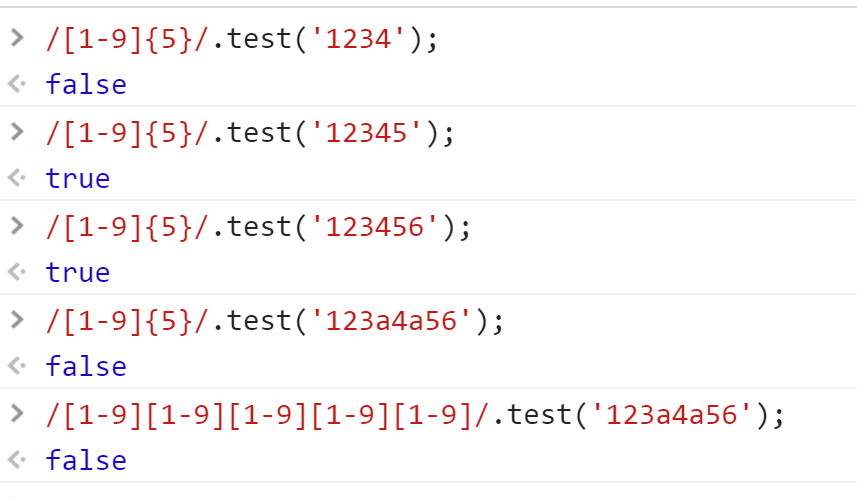 > /[1-9]{5}/.test('1234');
<· false
> /[1-9]{5}/.test('12345');
<· true
> /[1-9]{5}/.test('123456');
<· true
> /[1-9]{5}/.test('123a4a56');
<· false
> /[1-9][1-9][1-9][1-9][1-9]/.test('123a4a56');
<· false